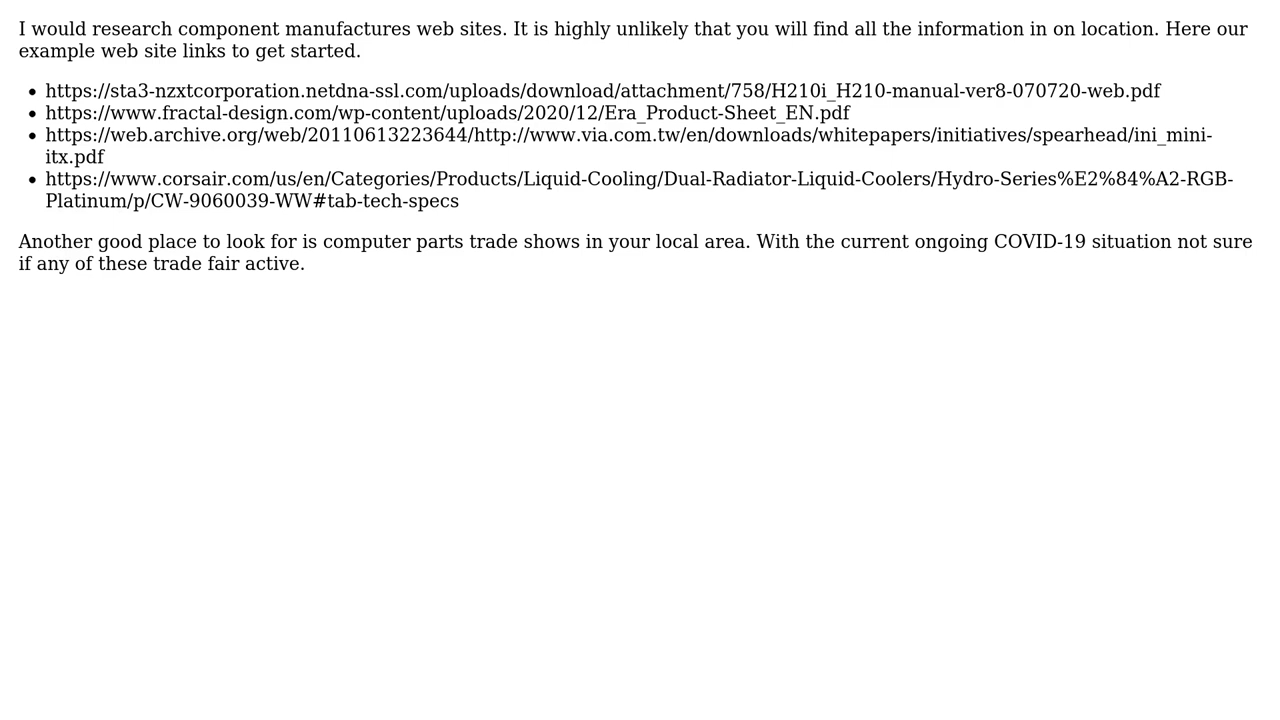 I would research component manufactures web sites. It is highly unlikely that you will find all the information in on location. Here our
example web site links to get started.
• https://sta3-nzxtcorporation.netdna-ssl.com/uploads/download/attachment/758/H210i_H210-manual-ver8-070720-web.pdf
• https://www.fractal-design.com/wp-content/uploads/2020/12/Era_Product-Sheet_EN.pdf
• https://web.archive.org/web/20110613223644/http://www.via.com.tw/en/downloads/whitepapers/initiatives/spearhead/ini_mini-
itx.pdf
• https://www.corsair.com/us/en/Categories/Products/Liquid-Cooling/Dual-Radiator-Liquid-Coolers/Hydro-Series%E2%84%A2-RGB-
Platinum/p/CW-9060039-WW#tab-tech-specs
Another good place to look for is computer parts trade shows in your local area. With the current ongoing COVID-19 situation not sure
if any of these trade fair active.